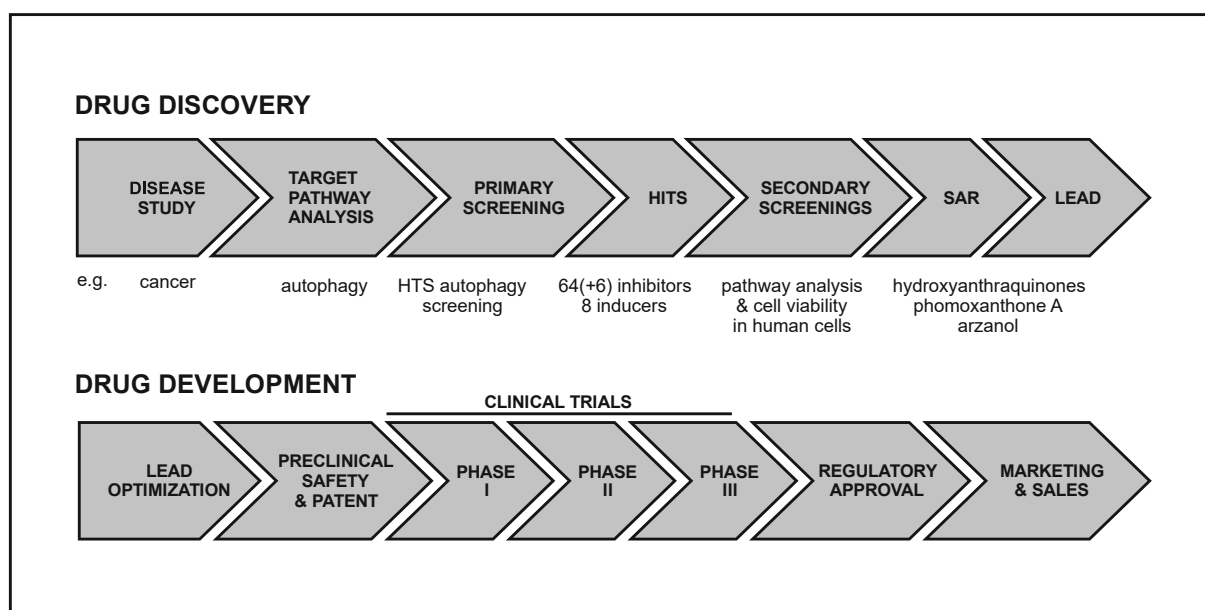 DRUG DISCOVERY
DISEASE
STUDY
TARGET
PATHWAY
ANALYSIS
PRIMARY
SCREENING
HITS
SECONDARY
SCREENINGS
SAR
LEAD
e.g.
cancer
autophagy
HTS autophagy
screening
64(+6) inhibitors
8 inducers
pathway analysis
& cell viability
in human cells
hydroxyanthraquinones
phomoxanthone A
arzanol
DRUG DEVELOPMENT
CLINICAL TRIALS
LEAD
OPTIMIZATION
PRECLINICAL
SAFETY
& PATENT
PHASE
I
PHASE
II
PHASE
III
REGULATORY
APPROVAL
MARKETING
& SALES